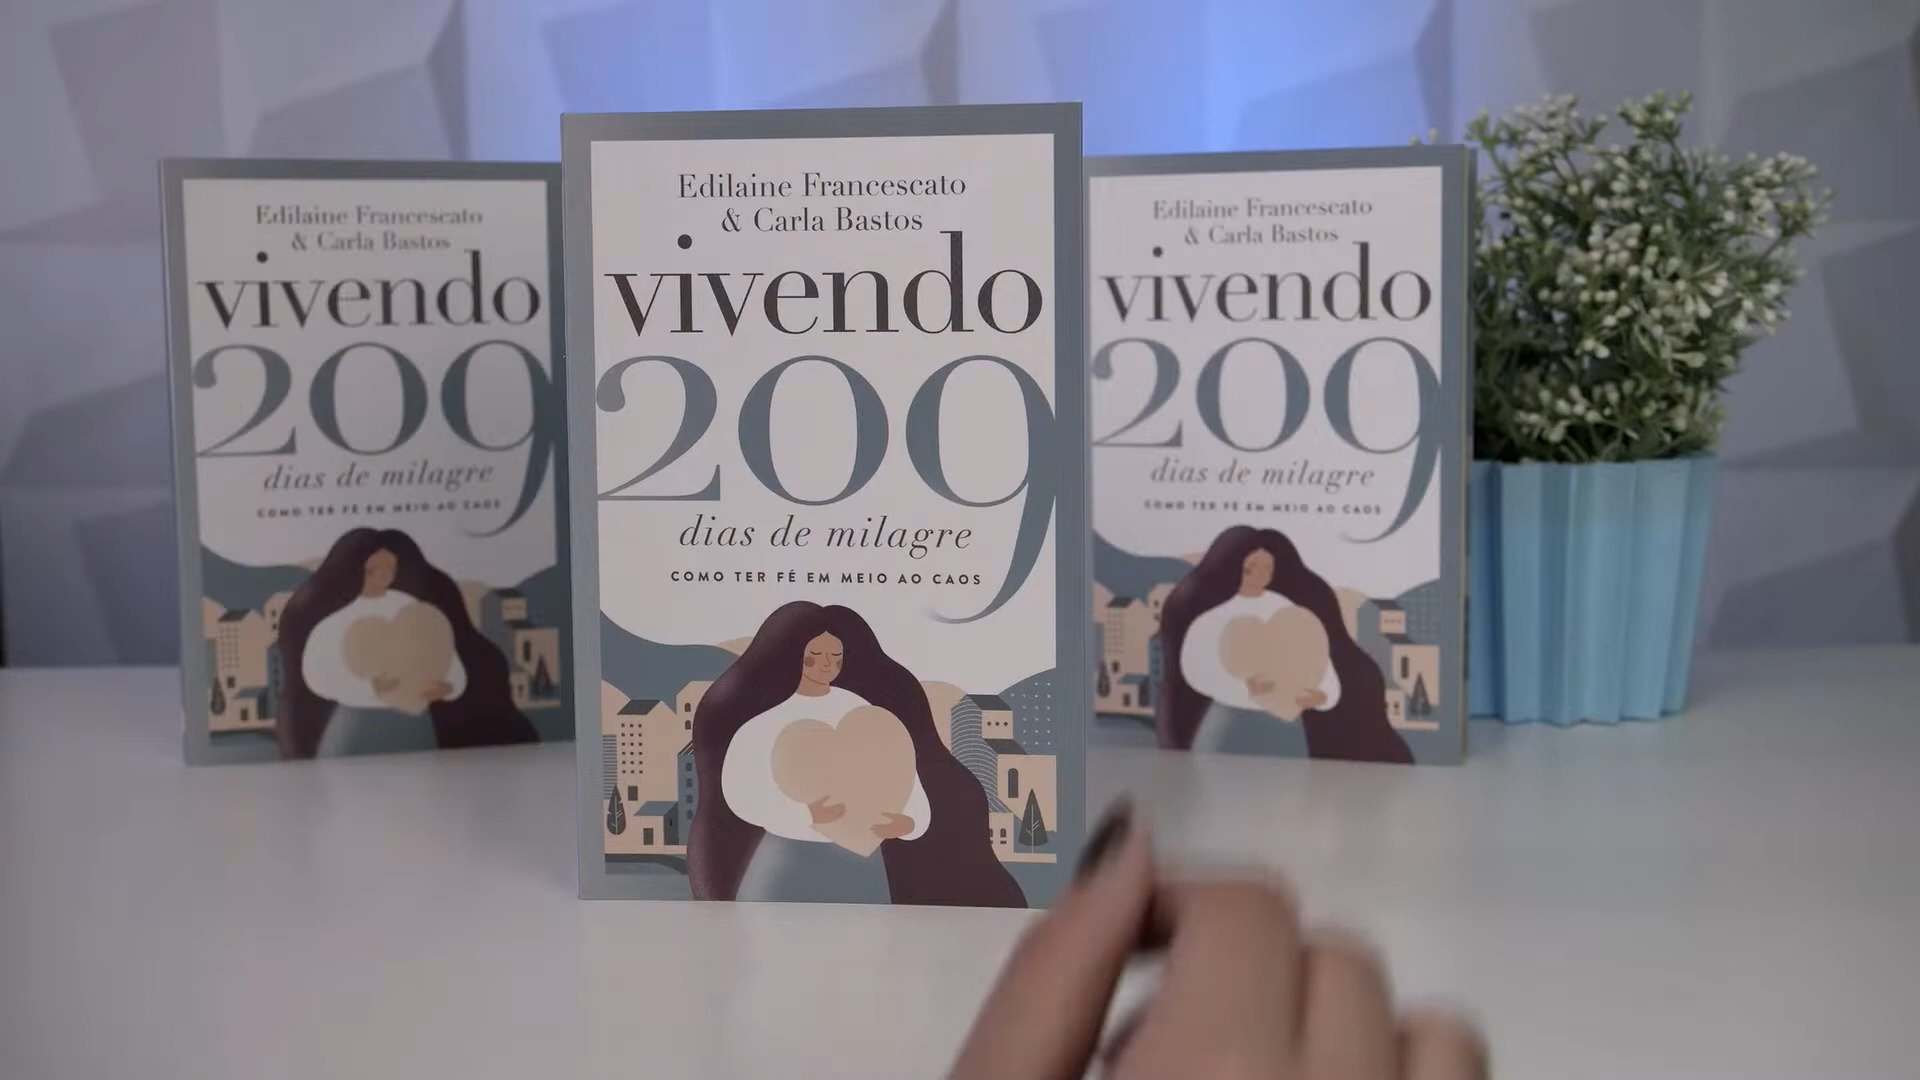 Edilaine Francescato
& Carla Bastos
vivendo
209
dias de milagre
COMO TER FÉ EM MEIO AO CAOS
Edilaine Francescato
& Carla Bastos
vivendo
209
dias de milagre
COMO TER FÉ EM MEIO AO CAOS
Edilaine Francescato
& Carla Bastos
vivendo
209
dias de milagre
COMO TER FÉ EM MEIO AO CAOS